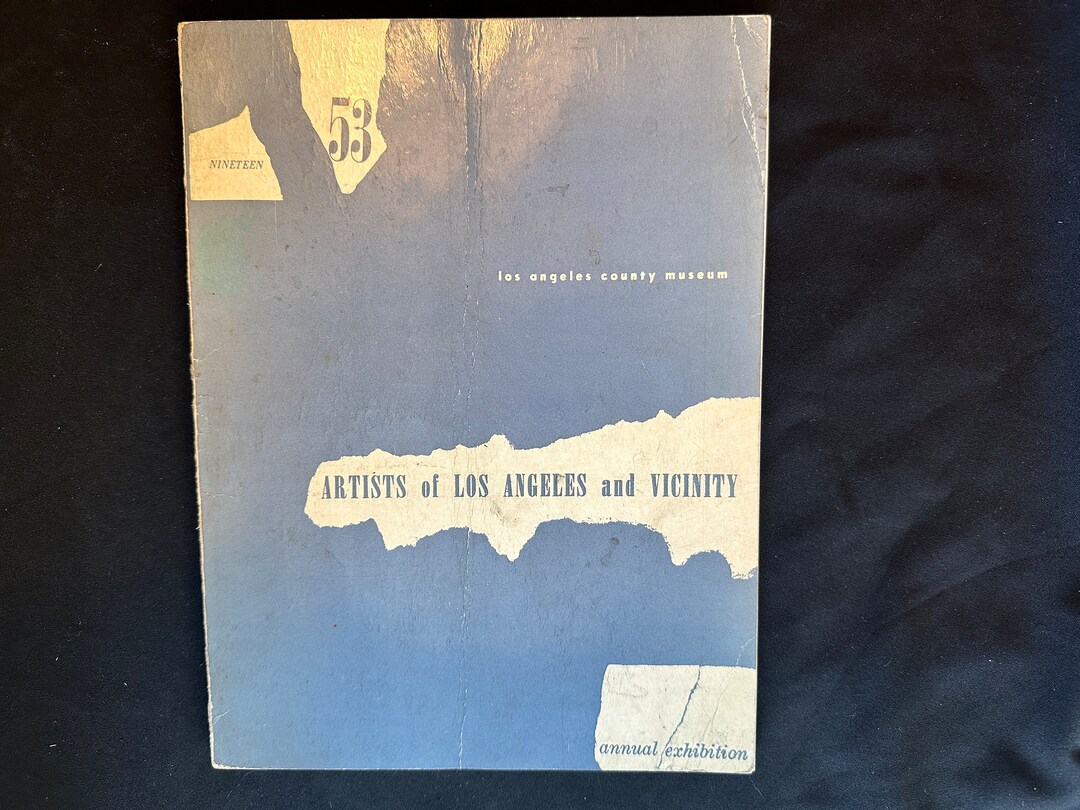 53
NINETEEN
los angeles county museum
ARTISTS of LOS ANGELES and VICINITY
annual exhibition